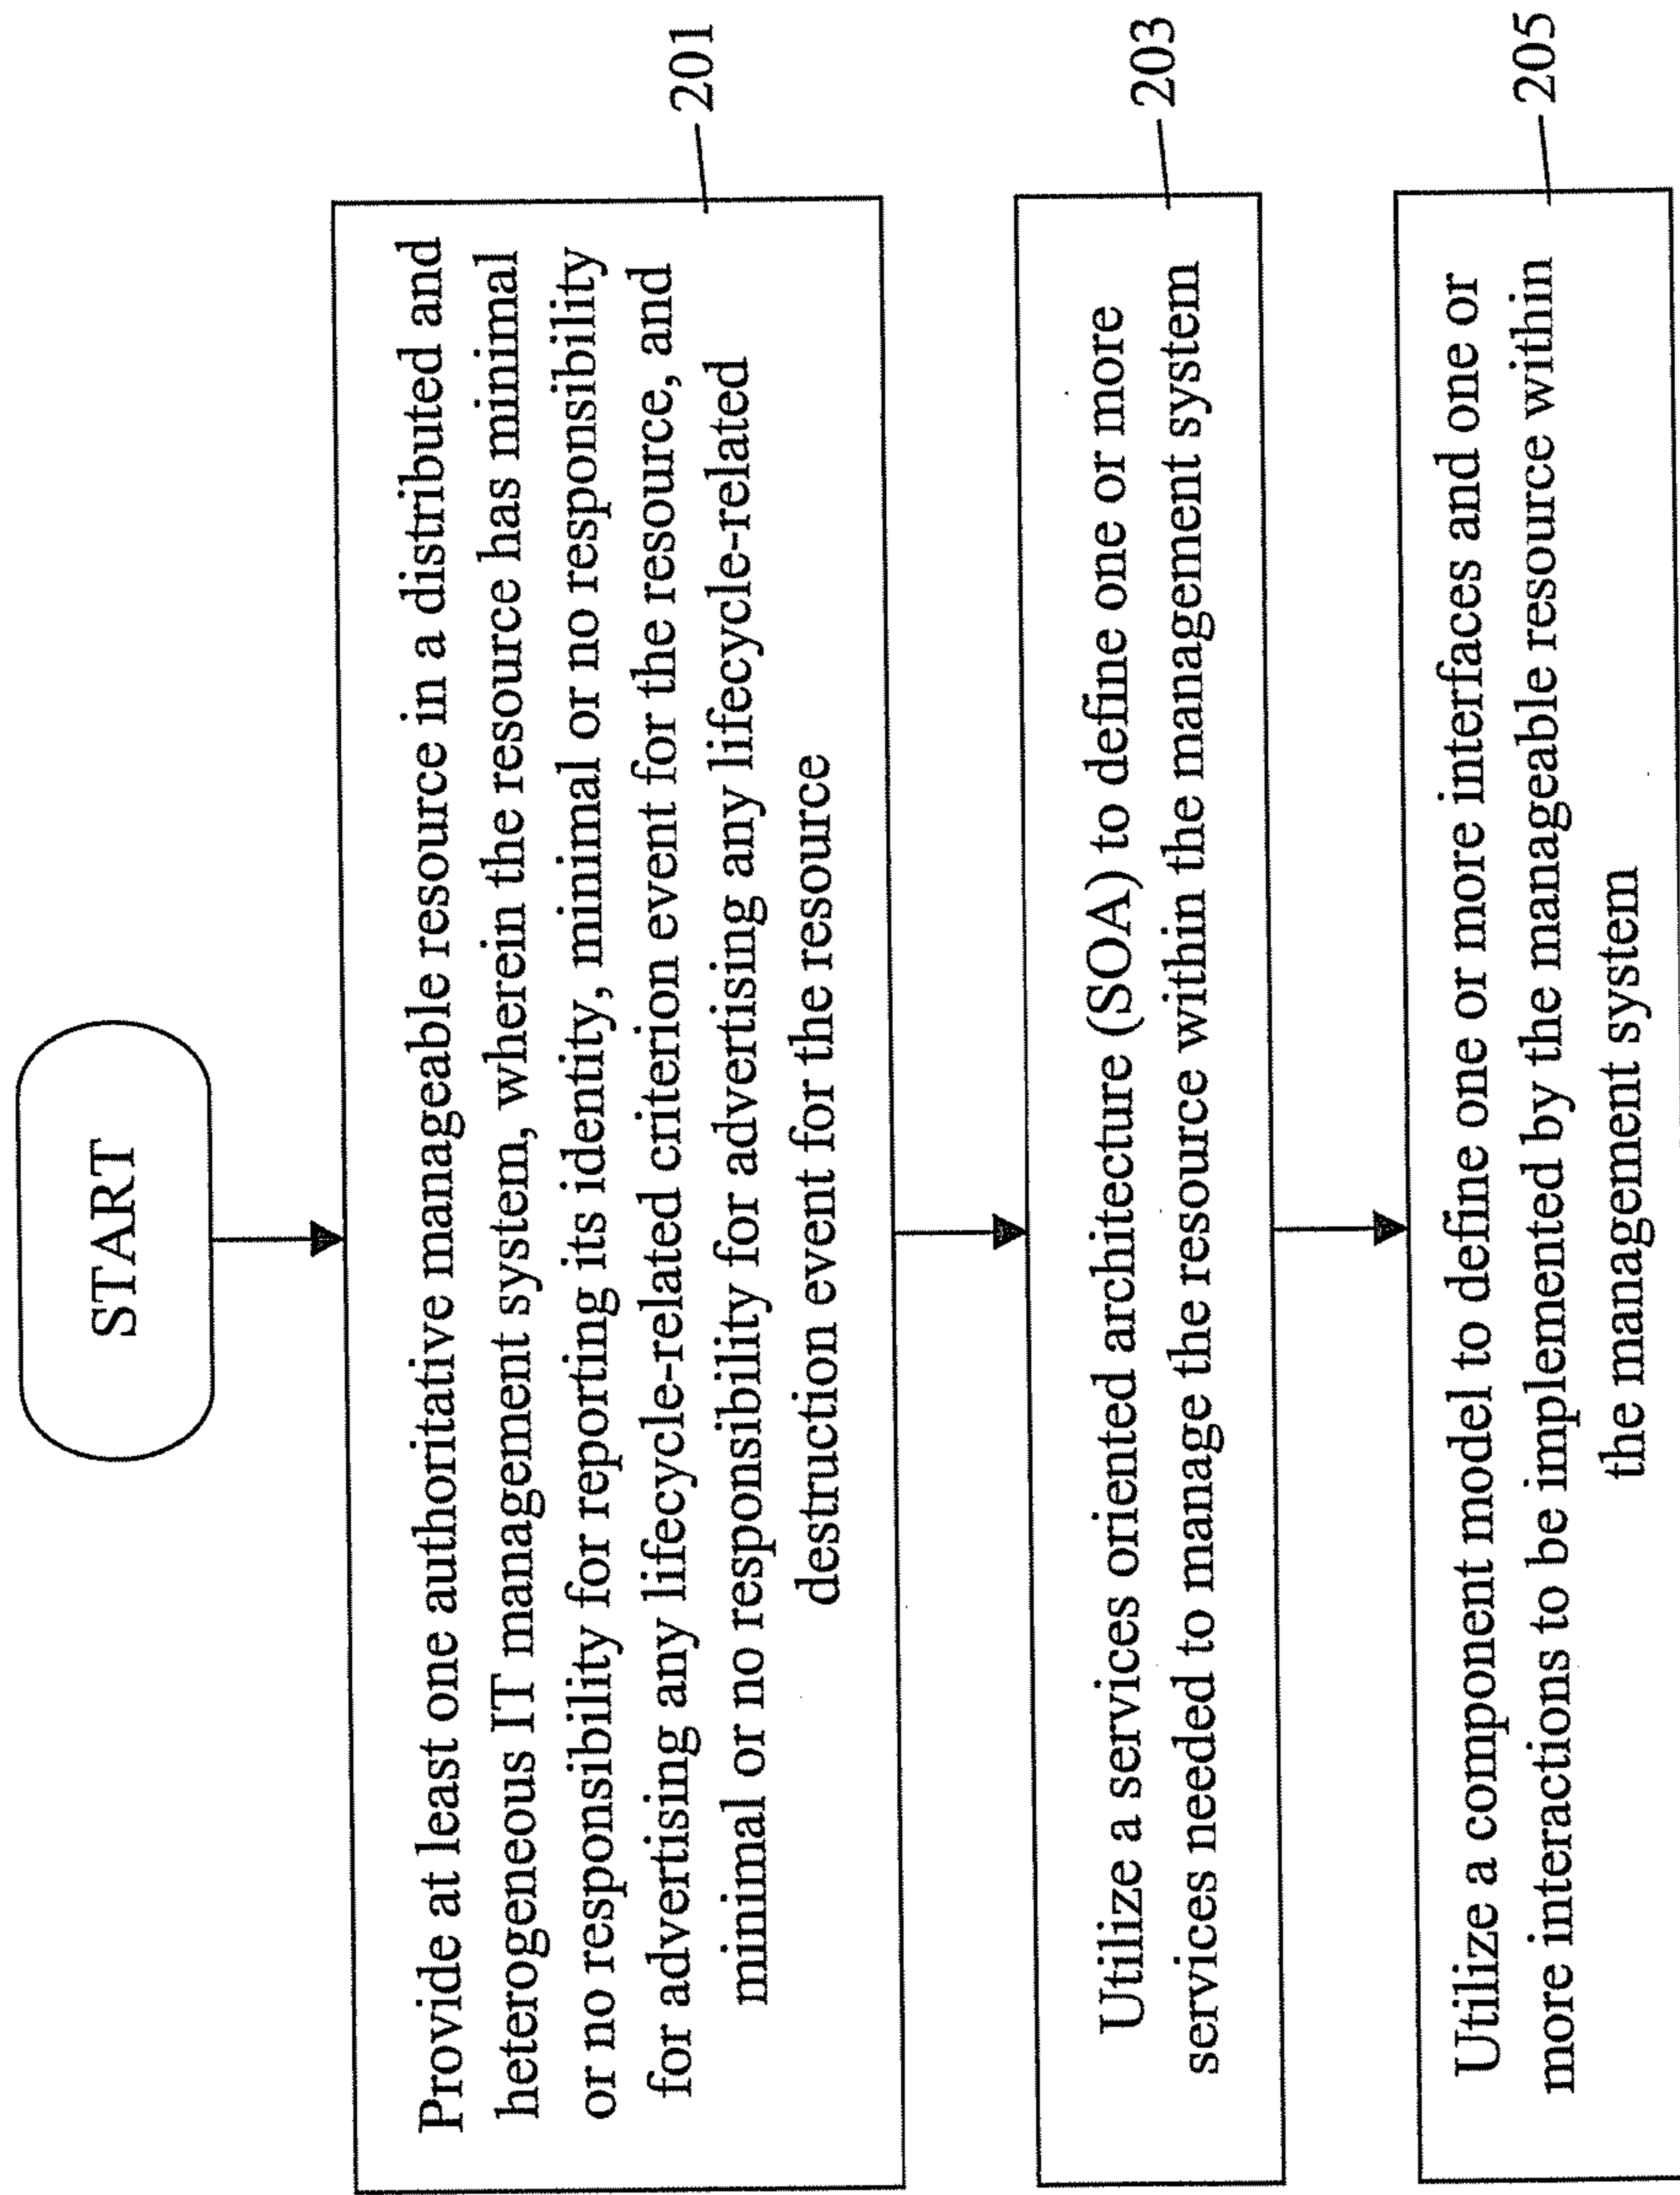 START
Provide at least one authoritative manageable resource in a distributed and
heterogeneous IT management system, wherein the resource has minimal
or no responsibility for reporting its identity, minimal or no responsibility
for advertising any lifecycle-related criterion event for the resource, and
minimal or no responsibility for advertising any lifecycle-related
destruction event for the resource
201
Utilize a services oriented architecture (SOA) to define one or more
services needed to manage the resource within the management system
203
Utilize a component model to define one or more interfaces and one or
more interactions to be implemented by the manageable resource within
the management system
205